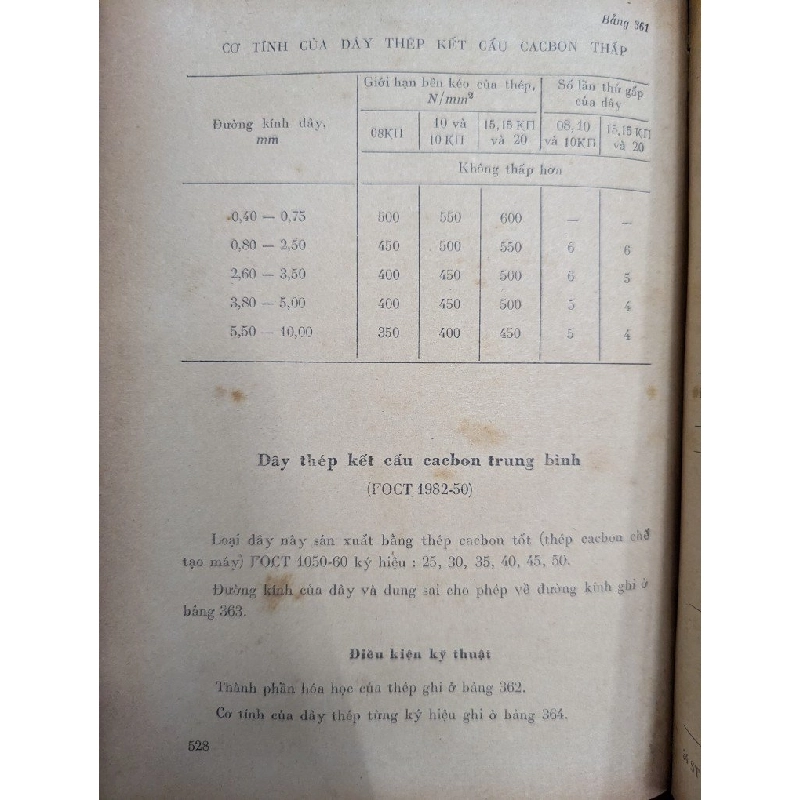 Bảng 361
CƠ TÍNH CỦA DÂY THÉP KẾT CẤU CACBON THẤP
Đường kính dây, mm
Giới hạn bền kéo của thép, N/mm²
Số lần thử gấp của dây
08КП
10 và 10КП
15, 15КП và 20
08, 10 và 10КП
15, 15КП và 20
Không thấp hơn
0,40 — 0,75 500 550 600 — —
0,80 — 2,50 450 500 550 6 6
2,60 — 3,50 400 450 500 6 5
3,80 — 5,00 400 450 500 5 4
5,50 — 10,00 350 400 450 5 4
Dây thép kết cấu cacbon trung bình
(ГОСТ 1982-50)
Loại dây này sản xuất bằng thép cacbon tốt (thép cacbon chế
tạo máy) ГОСТ 1050-60 ký hiệu : 25, 30, 35, 40, 45, 50.
Đường kính của dây và dung sai cho phép về đường kính ghi ở
bảng 363.
Điều kiện kỹ thuật
Thành phần hóa học của thép ghi ở bảng 362.
Cơ tính của dây thép từng ký hiệu ghi ở bảng 364.
528